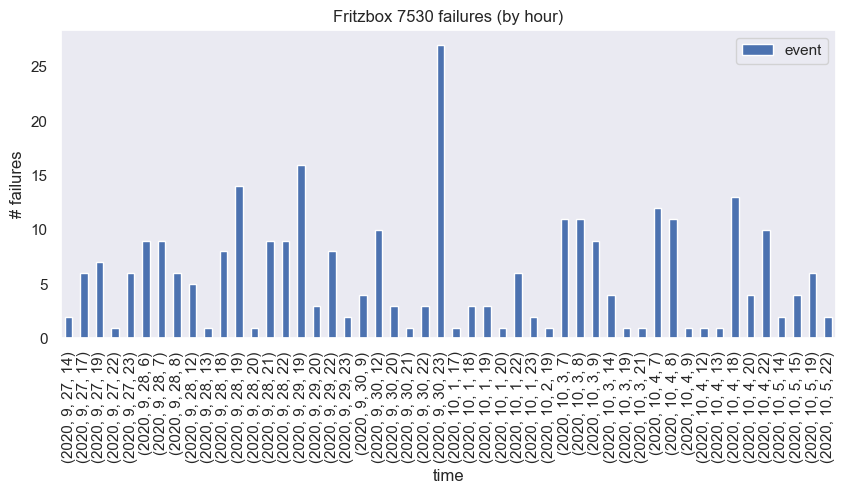 Fritzbox 7530 failures (by hour)
event
# failures
25
20
15
10
5
0
(2020, 9, 27, 14)
(2020, 9, 27, 17)
(2020, 9, 27, 19)
(2020, 9, 27, 22)
(2020, 9, 27, 23)
(2020, 9, 28, 6)
(2020, 9, 28, 7)
(2020, 9, 28, 8)
(2020, 9, 28, 12)
(2020, 9, 28, 13)
(2020, 9, 28, 18)
(2020, 9, 28, 19)
(2020, 9, 28, 20)
(2020, 9, 28, 21)
(2020, 9, 28, 22)
(2020, 9, 29, 19)
(2020, 9, 29, 20)
(2020, 9, 29, 22)
(2020, 9, 29, 23)
(2020, 9, 30, 9)
(2020, 9, 30, 12)
(2020, 9, 30, 20)
(2020, 9, 30, 21)
(2020, 9, 30, 22)
(2020, 9, 30, 23)
(2020, 10, 1, 17)
(2020, 10, 1, 18)
(2020, 10, 1, 19)
(2020, 10, 1, 20)
(2020, 10, 1, 22)
(2020, 10, 1, 23)
(2020, 10, 2, 19)
(2020, 10, 3, 7)
(2020, 10, 3, 8)
(2020, 10, 3, 9)
(2020, 10, 3, 14)
(2020, 10, 3, 19)
(2020, 10, 3, 21)
(2020, 10, 4, 7)
(2020, 10, 4, 8)
(2020, 10, 4, 9)
(2020, 10, 4, 12)
(2020, 10, 4, 13)
(2020, 10, 4, 18)
(2020, 10, 4, 20)
(2020, 10, 4, 22)
(2020, 10, 5, 14)
(2020, 10, 5, 15)
(2020, 10, 5, 19)
(2020, 10, 5, 22)
time